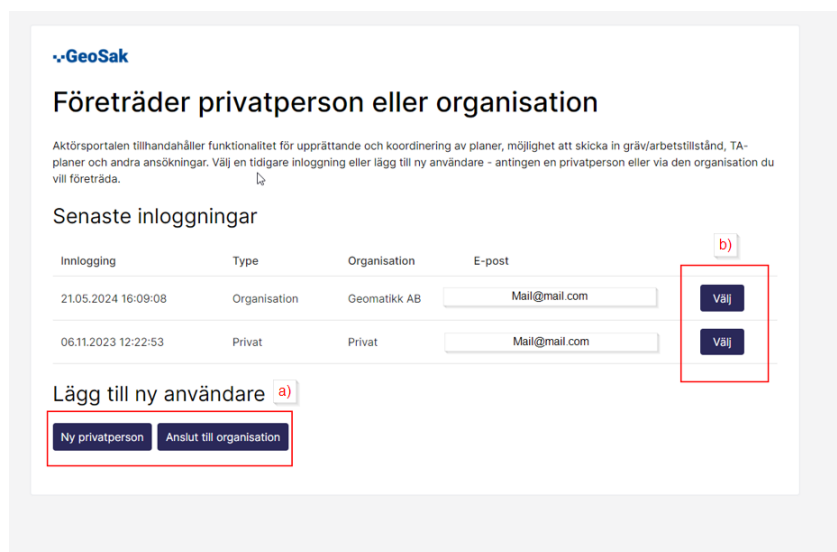 GeoSak
Företräder privatperson eller organisation
Aktörsportalen tillhandahåller funktionalitet för upprättande och koordinering av planer, möjlighet att skicka in gräv/arbetstillstånd, TA-
planer och andra ansökningar. Välj en tidigare inloggning eller lägg till ny användare - antingen en privatperson eller via den organisation du
vill företräda.
Senaste inloggningar
b)
Innlogging Type Organisation E-post
21.05.2024 16:09:08 Organisation Geomatikk AB Mail@mail.com Välj
06.11.2023 12:22:53 Privat Privat Mail@mail.com Välj
Lägg till ny användare a)
Ny privatperson Anslut till organisation